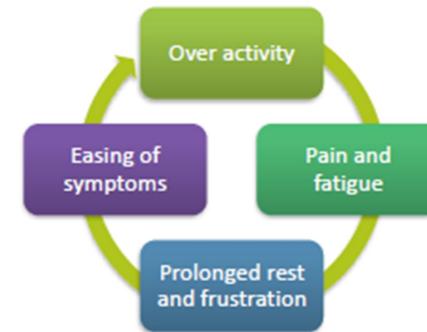 Over activity
Pain and
fatigue
Prolonged rest
and frustration
Easing of
symptoms